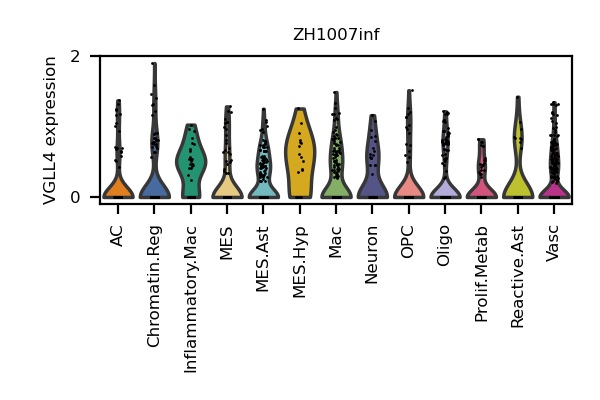 ZH1007inf
VGLL4 expression
2
0
AC
Chromatin.Reg
Inflammatory.Mac
MES
MES.Ast
MES.Hyp
Mac
Neuron
OPC
Oligo
Prolif.Metab
Reactive.Ast
Vasc